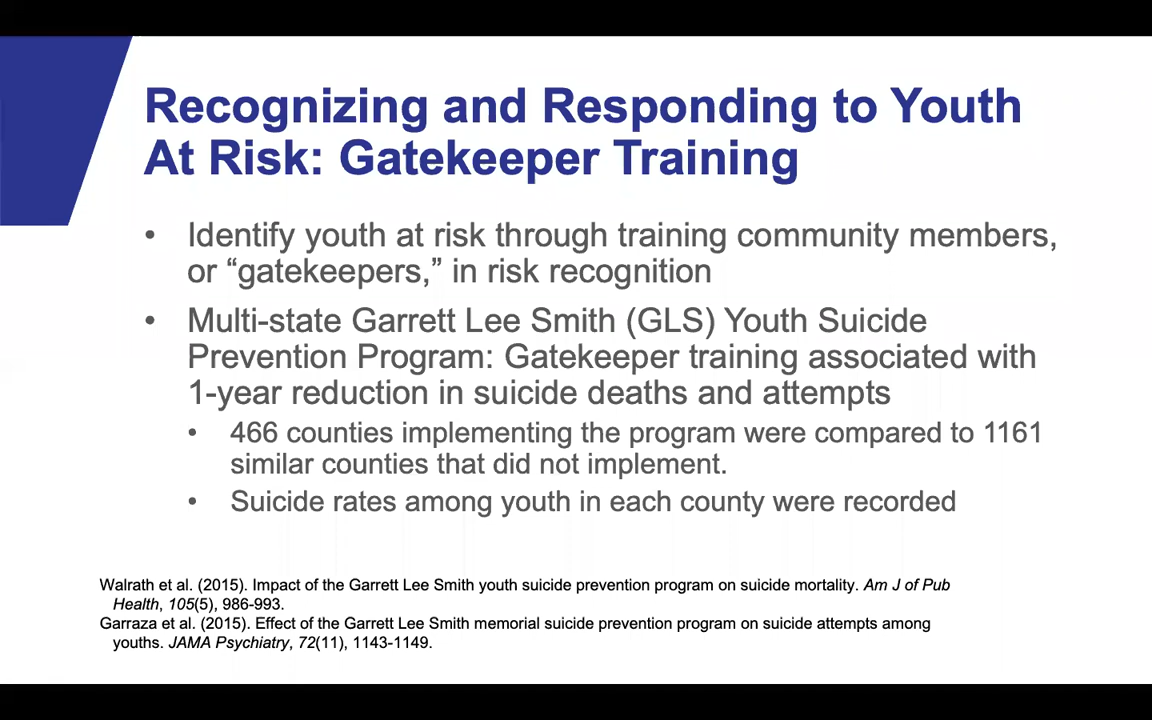 Recognizing and Responding to Youth
At Risk: Gatekeeper Training
• Identify youth at risk through training community members,
or “gatekeepers,” in risk recognition
• Multi-state Garrett Lee Smith (GLS) Youth Suicide
Prevention Program: Gatekeeper training associated with
1-year reduction in suicide deaths and attempts
• 466 counties implementing the program were compared to 1161
similar counties that did not implement.
• Suicide rates among youth in each county were recorded
Walrath et al. (2015). Impact of the Garrett Lee Smith youth suicide prevention program on suicide mortality. Am J of Pub
Health, 105(5), 986-993.
Garraza et al. (2015). Effect of the Garrett Lee Smith memorial suicide prevention program on suicide attempts among
youths. JAMA Psychiatry, 72(11), 1143-1149.